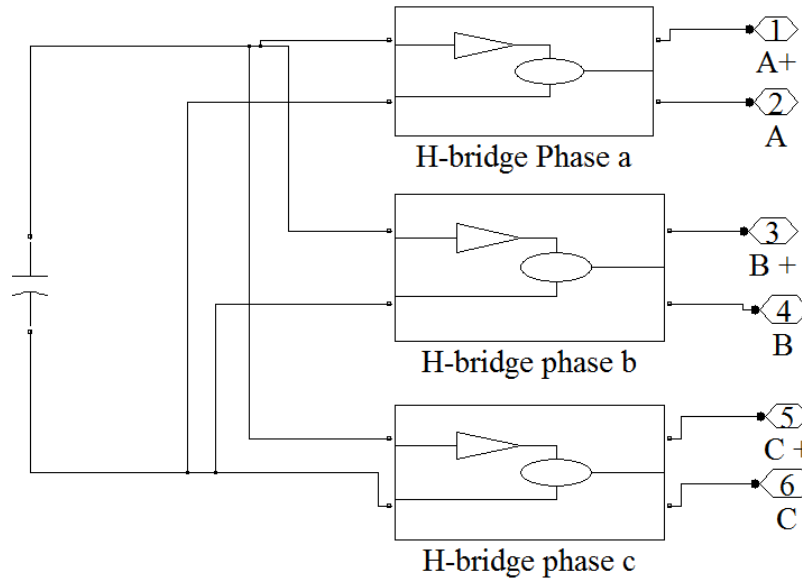 1
A+
2
H-bridge Phase a
A
3
B +
4
H-bridge phase b
B
5
C +
6
C
H-bridge phase c